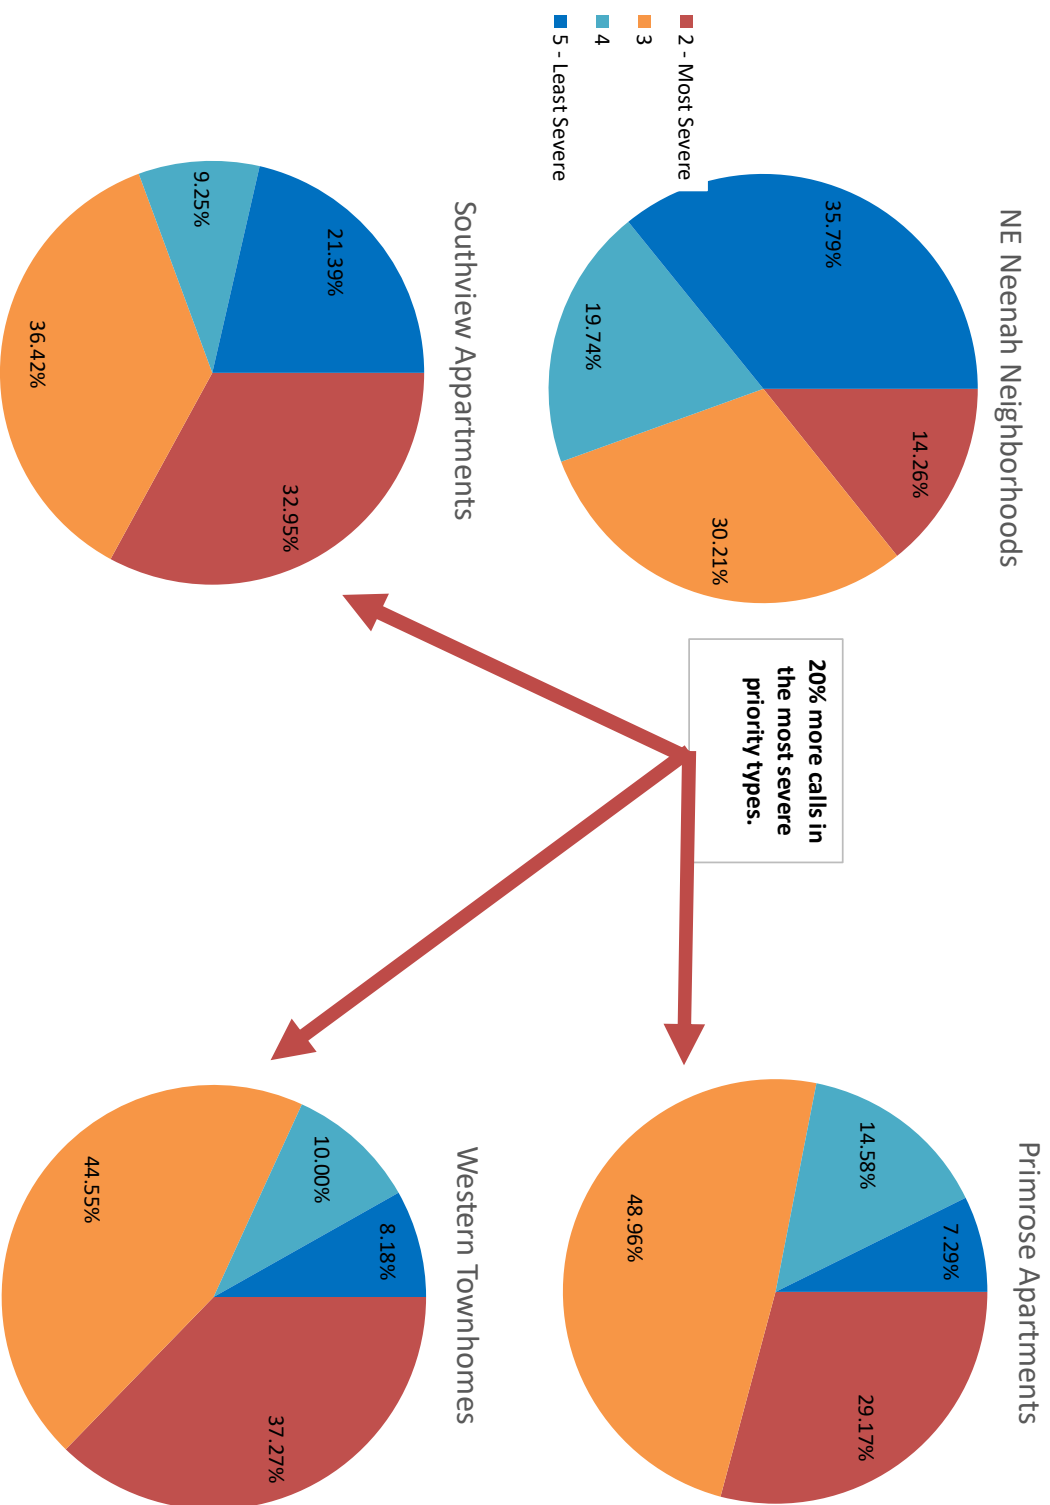 NE Neenah Neighborhoods
14.26%
30.21%
19.74%
35.79%
2 - Most Severe
3
4
5 - Least Severe
20% more calls in
the most severe
priority types.
Primrose Apartments
29.17%
48.96%
14.58%
7.29%
Southview Appartments
32.95%
36.42%
9.25%
21.39%
Western Townhomes
37.27%
44.55%
10.00%
8.18%